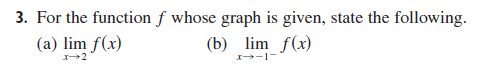 3. For the function f whose graph is given, state the following.
(a) lim f(x) (b) lim f(x)
x→2 x→−1⁻